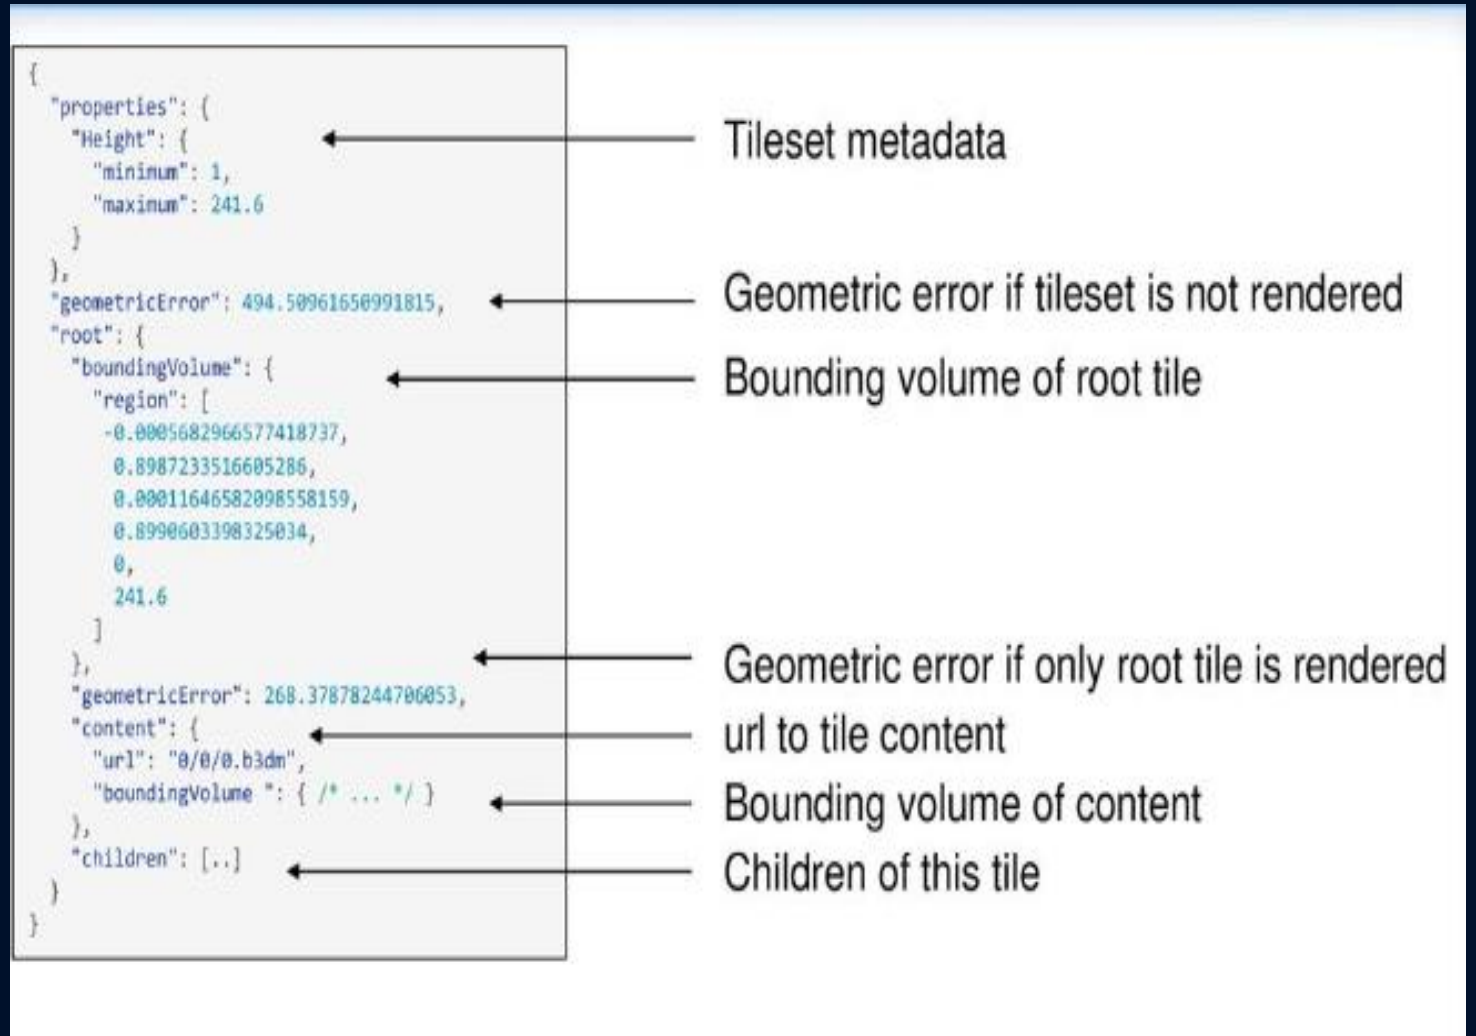 {
"properties": {
"Height": {
"minimum": 1,
"maximum": 241.6
}
},
"geometricError": 494.50961650991815,
"root": {
"boundingVolume": {
"region": [
-0.0005682966577418737,
0.8987233516605286,
0.00011646582098558159,
0.8990603398325034,
0,
241.6
]
},
"geometricError": 268.37878244706053,
"content": {
"url": "0/0/0.b3dm",
"boundingVolume ": { /* ... */ }
},
"children": [..]
}
}
Tileset metadata
Geometric error if tileset is not rendered
Bounding volume of root tile
Geometric error if only root tile is rendered
url to tile content
Bounding volume of content
Children of this tile